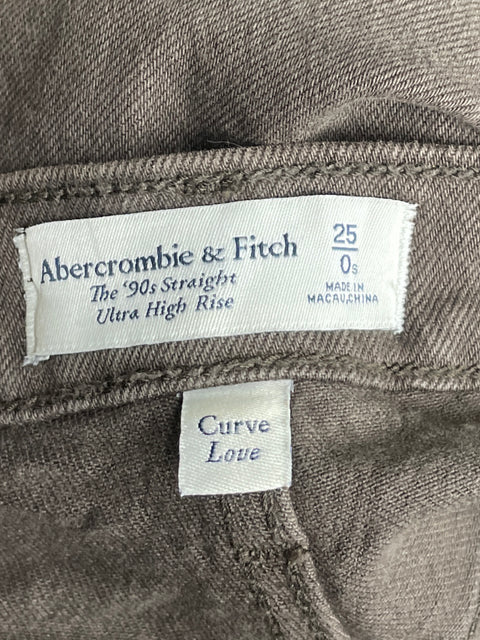 Abercrombie & Fitch
The '90s Straight
Ultra High Rise
25
0s
MADE IN
MACAU,CHINA
Curve
Love